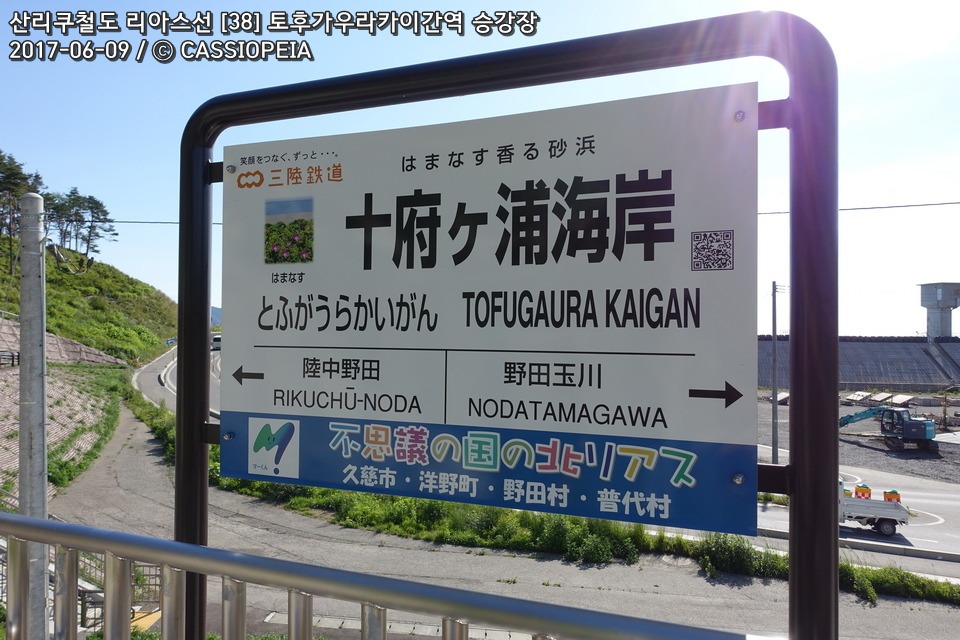 산리쿠철도 리아스선 [38] 토후가우라카이간역 승강장
2017-06-09 / © CASSIOPEIA
笑顔をつなぐ、ずっと・・・。
三陸鉄道
はまなす香る砂浜
十府ヶ浦海岸
はまなす
とふがうらかいがん TOFUGAURA KAIGAN
陸中野田
RIKUCHŪ-NODA
野田玉川
NODATAMAGAWA
不思議の国の北リアス
久慈市・洋野町・野田村・普代村